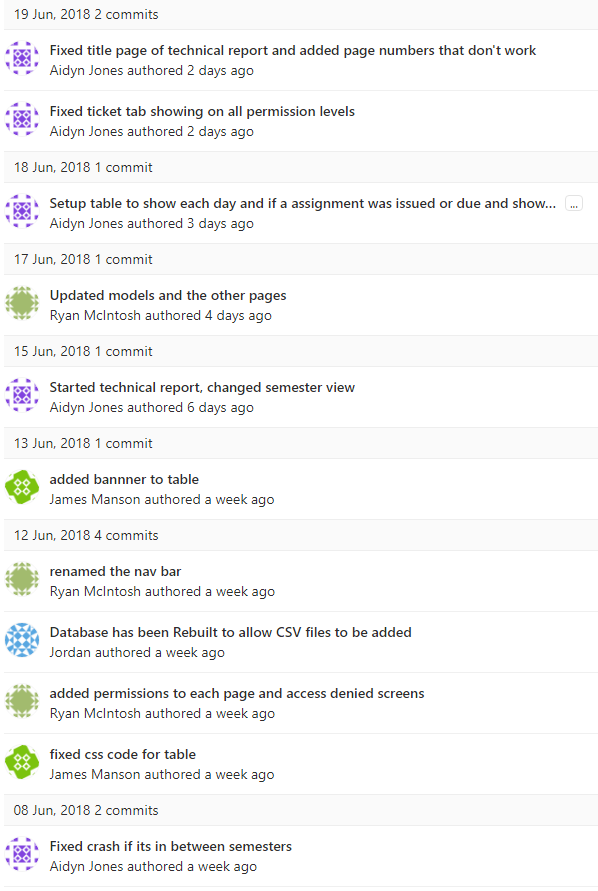 19 Jun, 2018 2 commits
Fixed title page of technical report and added page numbers that don't work
Aidyn Jones authored 2 days ago
Fixed ticket tab showing on all permission levels
Aidyn Jones authored 2 days ago
18 Jun, 2018 1 commit
Setup table to show each day and if a assignment was issued or due and show... ...
Aidyn Jones authored 3 days ago
17 Jun, 2018 1 commit
Updated models and the other pages
Ryan McIntosh authored 4 days ago
15 Jun, 2018 1 commit
Started technical report, changed semester view
Aidyn Jones authored 6 days ago
13 Jun, 2018 1 commit
added bannner to table
James Manson authored a week ago
12 Jun, 2018 4 commits
renamed the nav bar
Ryan McIntosh authored a week ago
Database has been Rebuilt to allow CSV files to be added
Jordan authored a week ago
added permissions to each page and access denied screens
Ryan McIntosh authored a week ago
fixed css code for table
James Manson authored a week ago
08 Jun, 2018 2 commits
Fixed crash if its in between semesters
Aidyn Jones authored a week ago